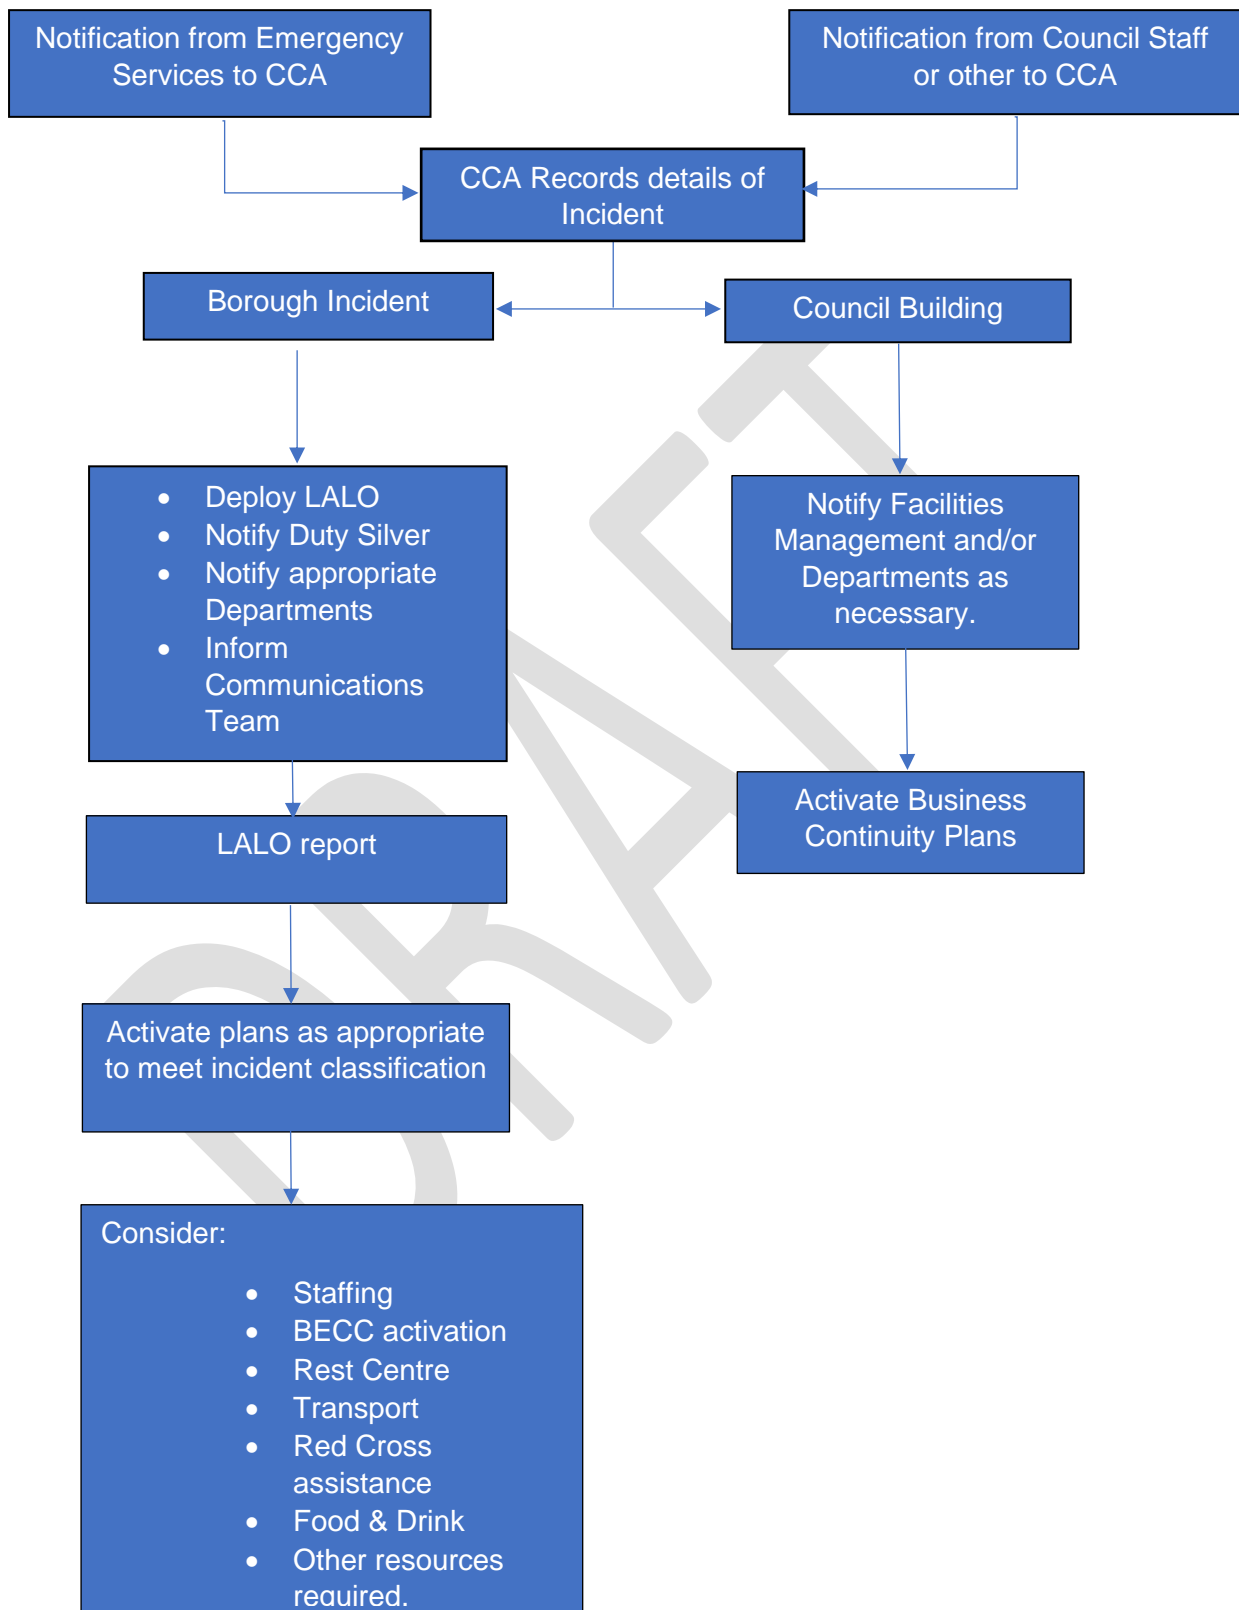 Notification from Emergency
Services to CCA
Notification from Council Staff
or other to CCA
CCA Records details of
Incident
Borough Incident
Council Building
• Deploy LALO
• Notify Duty Silver
• Notify appropriate
Departments
• Inform
Communications
Team
Notify Facilities
Management and/or
Departments as
necessary.
LALO report
Activate Business
Continuity Plans
Activate plans as appropriate
to meet incident classification
Consider:
• Staffing
• BECC activation
• Rest Centre
• Transport
• Red Cross
assistance
• Food & Drink
• Other resources
required.
DRAFT